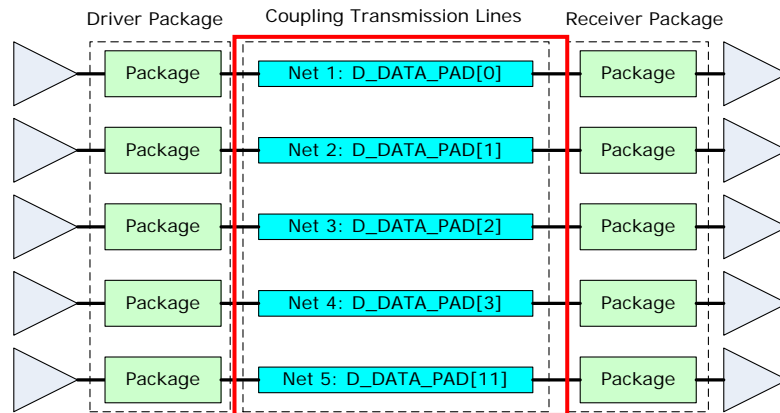 Driver Package
Coupling Transmission Lines
Receiver Package
Package
Net 1: D_DATA_PAD[0]
Package
Package
Net 2: D_DATA_PAD[1]
Package
Package
Net 3: D_DATA_PAD[2]
Package
Package
Net 4: D_DATA_PAD[3]
Package
Package
Net 5: D_DATA_PAD[11]
Package